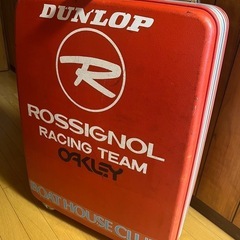 DUNLOP
R
ROSSIGNOL
RACING TEAM
OAKLEY
BOAT HOUSE CLUB